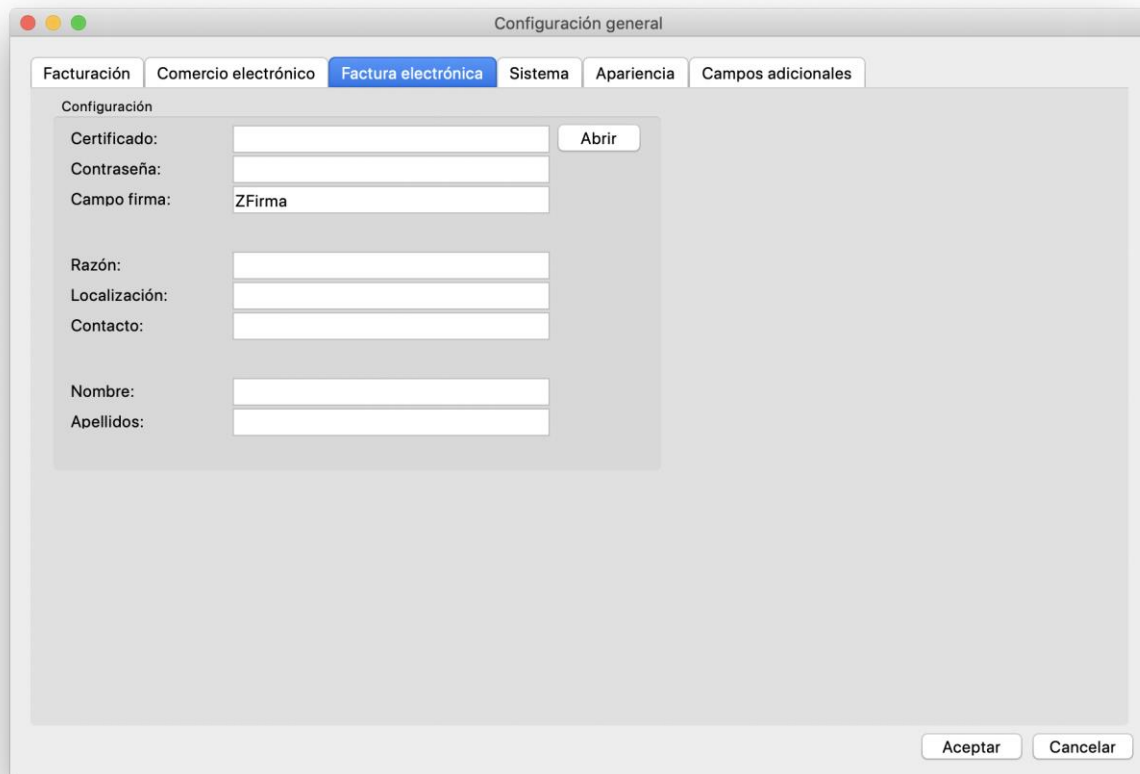 Configuración general
Facturación Comercio electrónico Factura electrónica Sistema Apariencia Campos adicionales
Configuración
Certificado: Abrir
Contraseña:
Campo firma: ZFirma
Razón:
Localización:
Contacto:
Nombre:
Apellidos:
Aceptar Cancelar